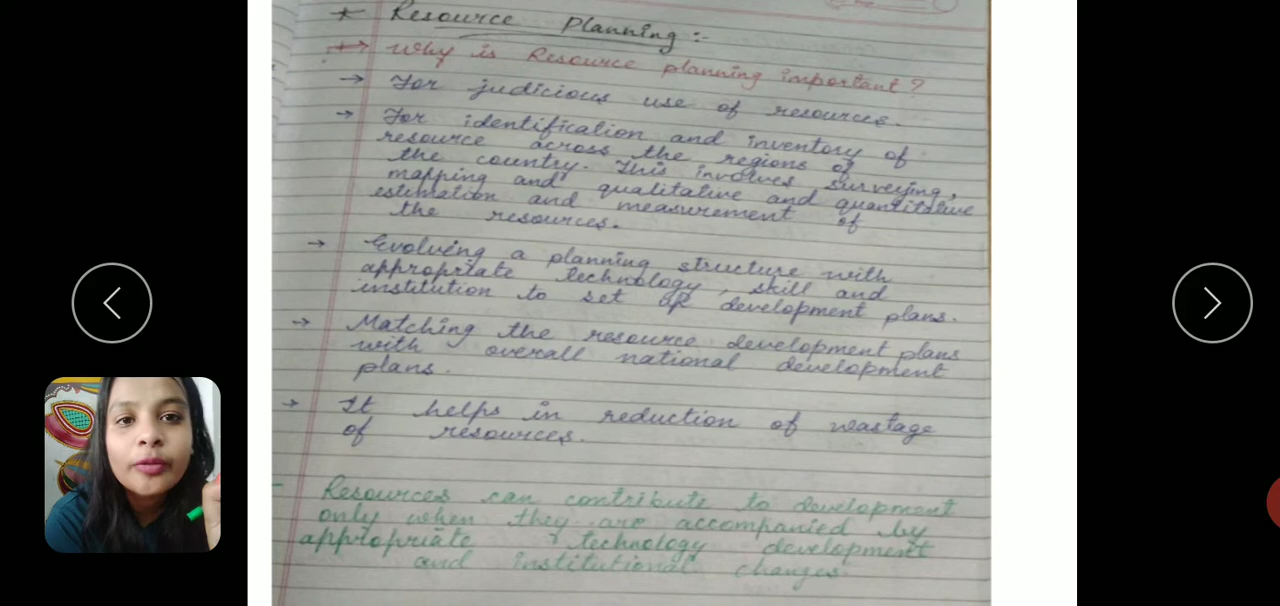 * Resource Planning :-
→ Why is Resource planning important?
→ For judicious use of resources.
→ For identification and inventory of
resource across the regions of
the country. This involves surveying,
mapping and qualitative and quantitative
estimation and measurement of
the resources.
→ Evolving a planning structure with
appropriate technology, skill and
institution to set up development plans.
→ Matching the resource development plans
with overall national development
plans.
→ It helps in reduction of wastage
of resources.
- Resources can contribute to development
only when they are accompanied by
appropriate technology development
and institutional changes.